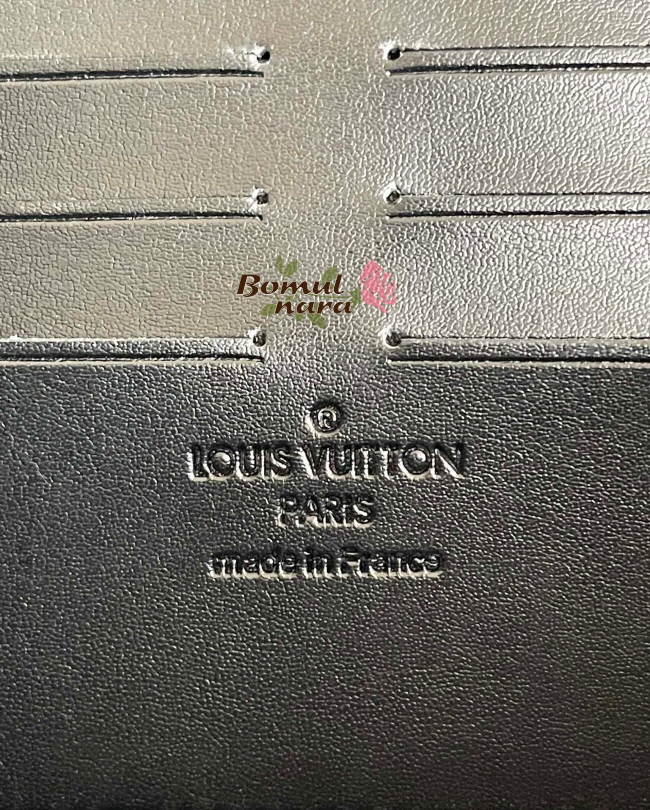 Bomul
nara
®
LOUIS VUITTON
PARIS
made in France